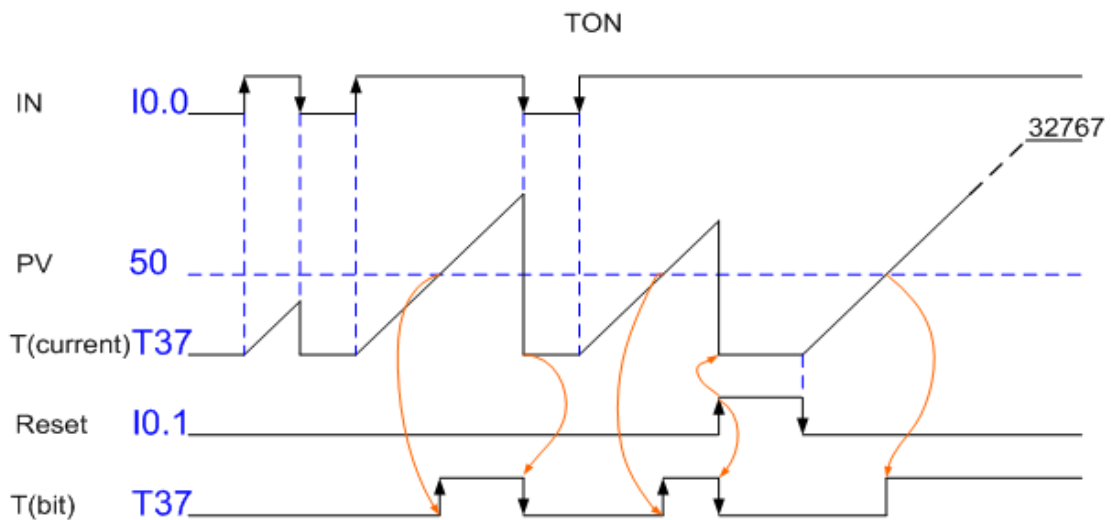 TON
IN I0.0
32767
PV 50
T(current) T37
Reset I0.1
T(bit) T37